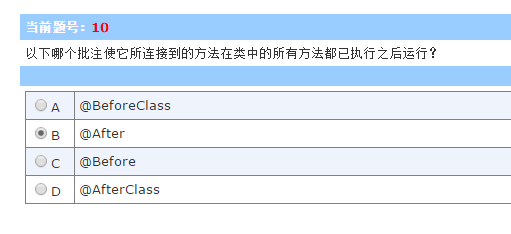 当前题号：10
以下哪个批注使它所连接到的方法在类中的所有方法都已执行之后运行？
A @BeforeClass
B @After
C @Before
D @AfterClass